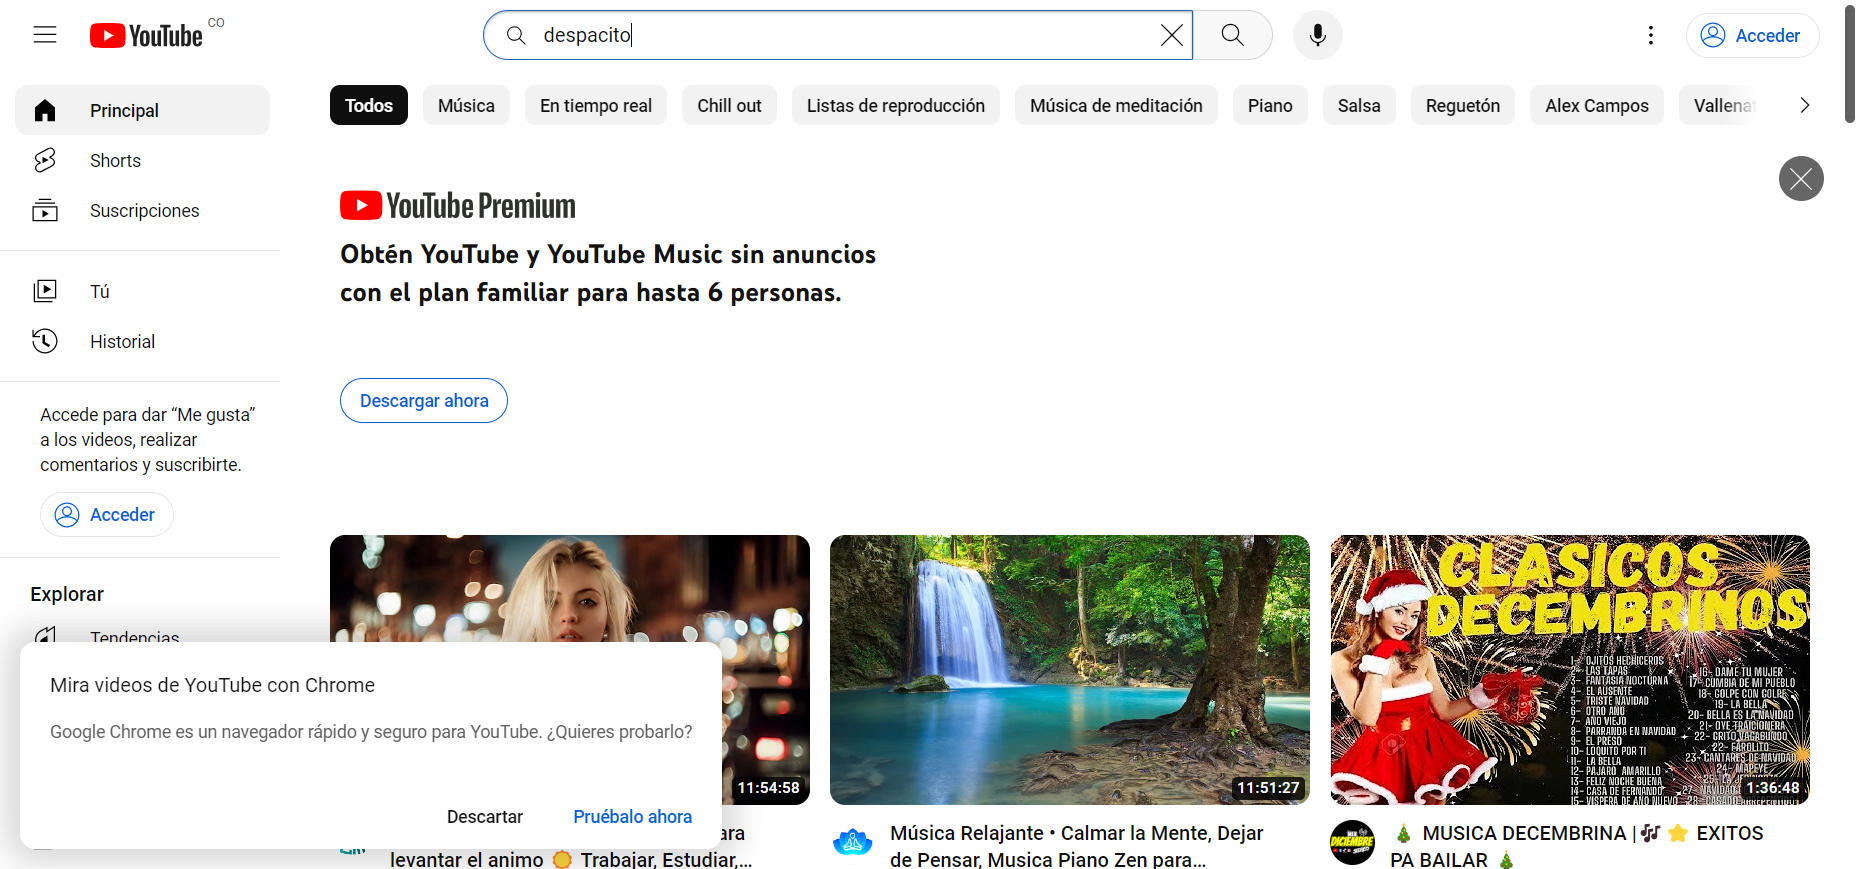 YouTube CO
despacito
Acceder
Principal
Shorts
Suscripciones
Tú
Historial
Accede para dar “Me gusta”
a los videos, realizar
comentarios y suscribirte.
Acceder
Explorar
Tendencias
Todos
Música
En tiempo real
Chill out
Listas de reproducción
Música de meditación
Piano
Salsa
Reguetón
Alex Campos
Vallenat
YouTube Premium
Obtén YouTube y YouTube Music sin anuncios
con el plan familiar para hasta 6 personas.
Descargar ahora
Mira videos de YouTube con Chrome
Google Chrome es un navegador rápido y seguro para YouTube. ¿Quieres probarlo?
Descartar
Pruébalo ahora
11:54:58
ara
levantar el animo 🌞 Trabajar, Estudiar,...
11:51:27
Música Relajante • Calmar la Mente, Dejar
de Pensar, Musica Piano Zen para...
CLASICOS
DECEMBRINOS
1- OJITOS HECHICEROS
2- LAS TAPAS
3- FANTASIA NOCTURNA
4- EL AUSENTE
5- TRISTE NAVIDAD
6- OTRO AÑO
7- AÑO VIEJO
8- PARRANDA EN NAVIDAD
9- EL PRESO
10- LOQUITO POR TI
11- LA BELLA
12- PAJARO AMARILLO
13- FELIZ NOCHE BUENA
14- CASA DE FERNANDO
15- VISPERA DE AÑO NUEVO
16- DAME TU MUJER
17- CUMBIA DE MI PUEBLO
18- GOLPE CON GOLPE
19- LA BELLA
20- BELLA ES LA NAVIDAD
21- OYE TRAICIONERA
22- GRITO VAGABUNDO
22- FAROLITO
23- CANTARES DE NAVIDAD
24- MAPEYE
1:36:48
DICIEMBRE
🎄 MUSICA DECEMBRINA | 🎶 ⭐ EXITOS
PA BAILAR 🎄